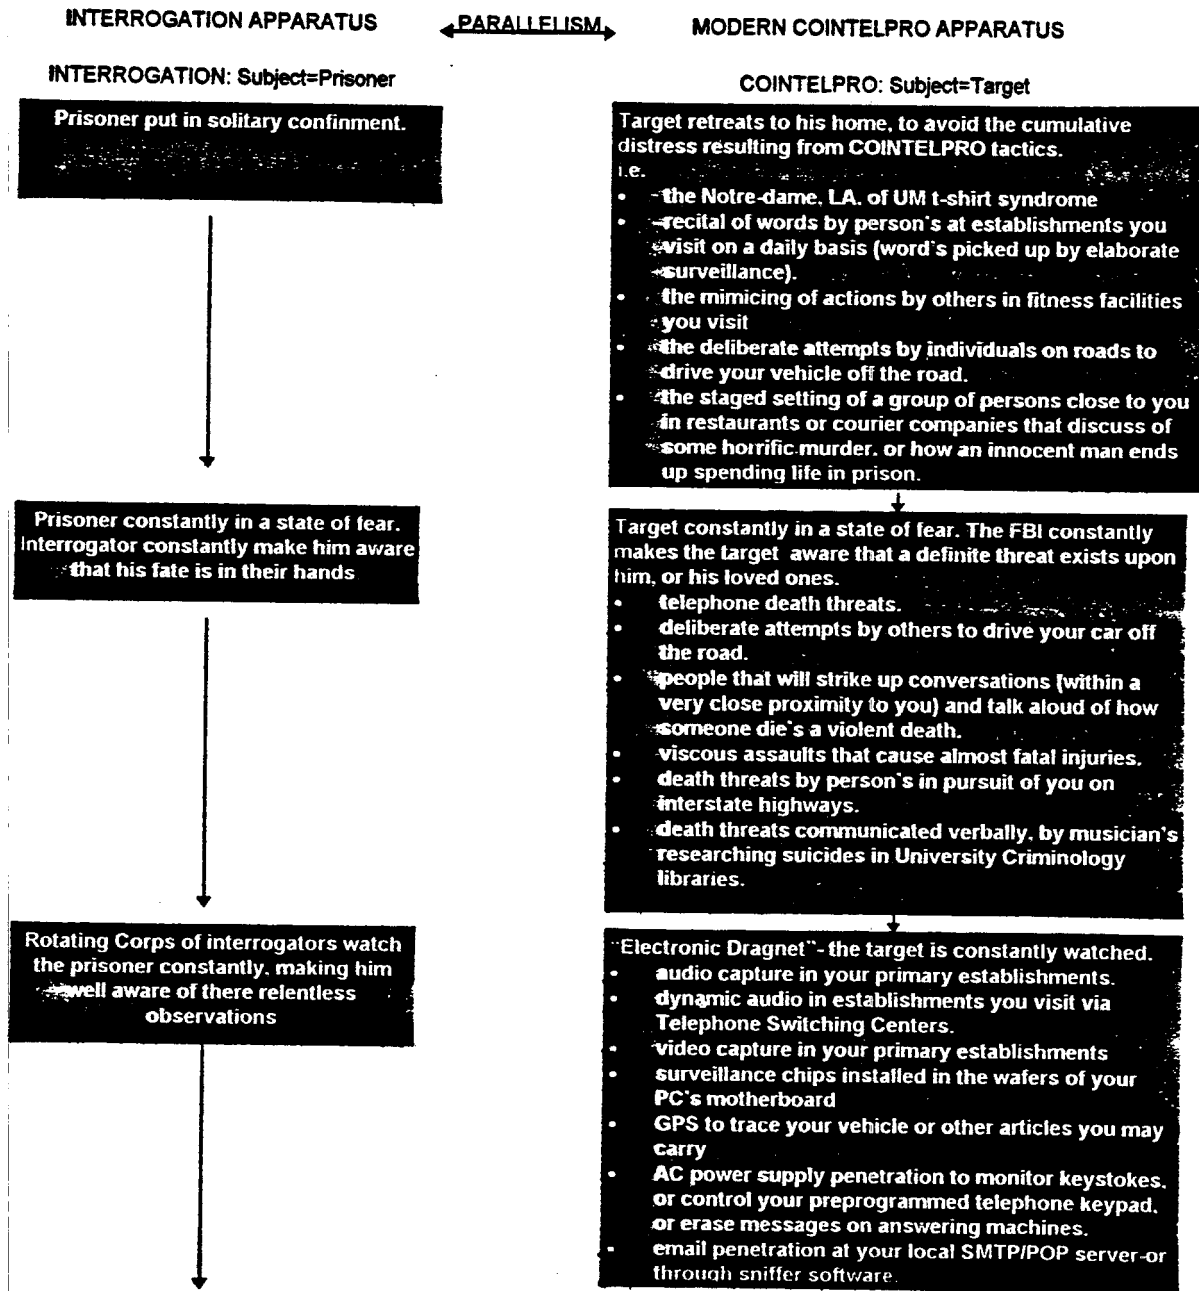 INTERROGATION APPARATUS
PARALLELISM
MODERN COINTELPRO APPARATUS
INTERROGATION: Subject=Prisoner
COINTELPRO: Subject=Target
Prisoner put in solitary confinment.
Prisoner constantly in a state of fear.
Interrogator constantly make him aware
that his fate is in their hands
Rotating Corps of interrogators watch
the prisoner constantly, making him
well aware of there relentless
observations
Target retreats to his home, to avoid the cumulative
distress resulting from COINTELPRO tactics.
i.e.
• the Notre-dame, LA, of UM t-shirt syndrome
• recital of words by person's at establishments you
visit on a daily basis (word's picked up by elaborate
surveillance).
• the mimicing of actions by others in fitness facilities
you visit
• the deliberate attempts by individuals on roads to
drive your vehicle off the road.
• the staged setting of a group of persons close to you
in restaurants or courier companies that discuss of
some horrific murder, or how an innocent man ends
up spending life in prison.
Target constantly in a state of fear. The FBI constantly
makes the target aware that a definite threat exists upon
him, or his loved ones.
• telephone death threats.
• deliberate attempts by others to drive your car off
the road.
• people that will strike up conversations (within a
very close proximity to you) and talk aloud of how
someone die's a violent death.
• viscous assaults that cause almost fatal injuries.
• death threats by person's in pursuit of you on
interstate highways.
• death threats communicated verbally, by musician's
researching suicides in University Criminology
libraries.
"Electronic Dragnet"- the target is constantly watched.
• audio capture in your primary establishments.
• dynamic audio in establishments you visit via
Telephone Switching Centers.
• video capture in your primary establishments
• surveillance chips installed in the wafers of your
PC's motherboard
• GPS to trace your vehicle or other articles you may
carry
• AC power supply penetration to monitor keystokes,
or control your preprogrammed telephone keypad,
or erase messages on answering machines.
• email penetration at your local SMTP/POP server-or
through sniffer software.